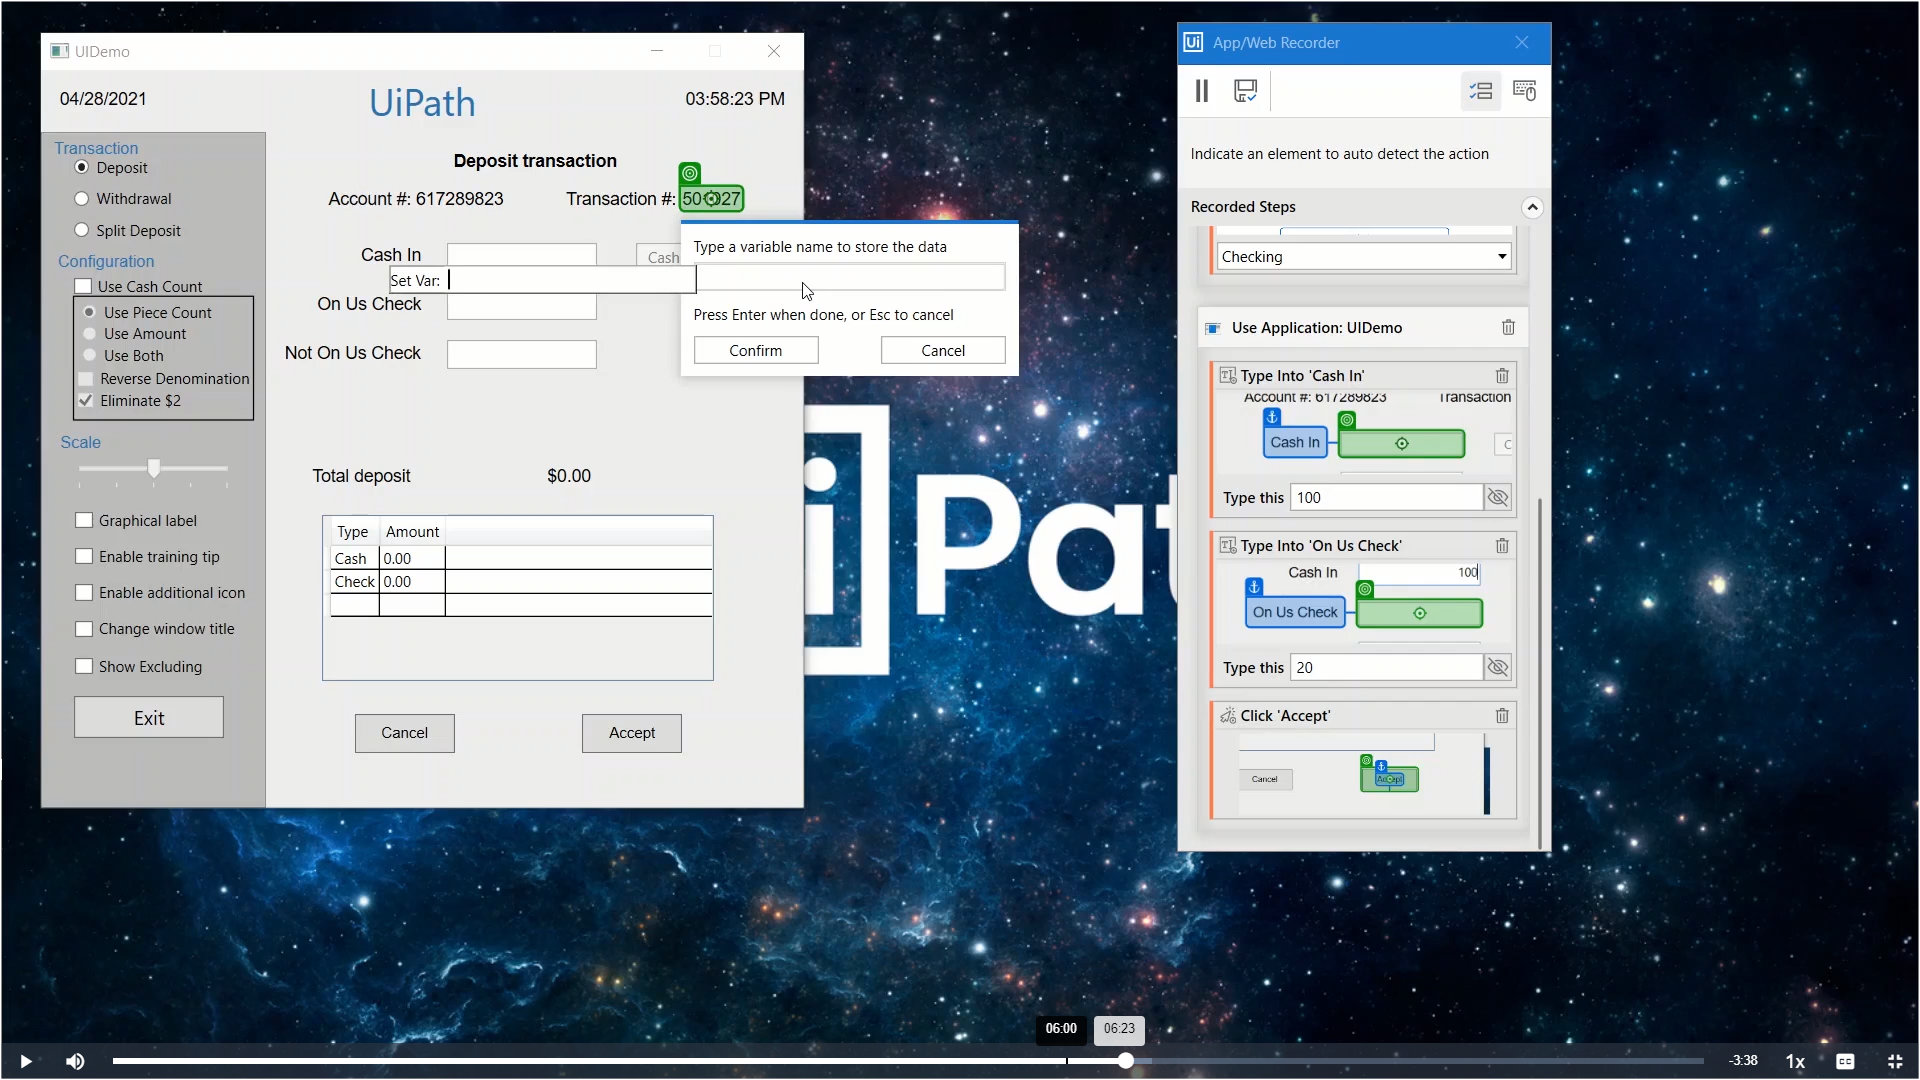 UIDemo
04/28/2021
UiPath
03:58:23 PM
Transaction
Deposit
Withdrawal
Split Deposit
Configuration
Use Cash Count
Use Piece Count
Use Amount
Use Both
Reverse Denomination
Eliminate $2
Scale
Graphical label
Enable training tip
Enable additional icon
Change window title
Show Excluding
Exit
Deposit transaction
Account #: 617289823
Transaction #:
Cash In
Cash
Set Var:
On Us Check
Not On Us Check
Total deposit $0.00
Type Amount
Cash 0.00
Check 0.00
Cancel
Accept
Type a variable name to store the data
Press Enter when done, or Esc to cancel
Confirm
Cancel
Pat
Ui App/Web Recorder
Indicate an element to auto detect the action
Recorded Steps
Checking
Use Application: UIDemo
Type Into 'Cash In'
Account #: 617289823 Transaction
Cash In
Type this 100
Type Into 'On Us Check'
Cash In 100
On Us Check
Type this 20
Click 'Accept'
Cancel
Accept
06:00
06:23
-3:38
1x
CC